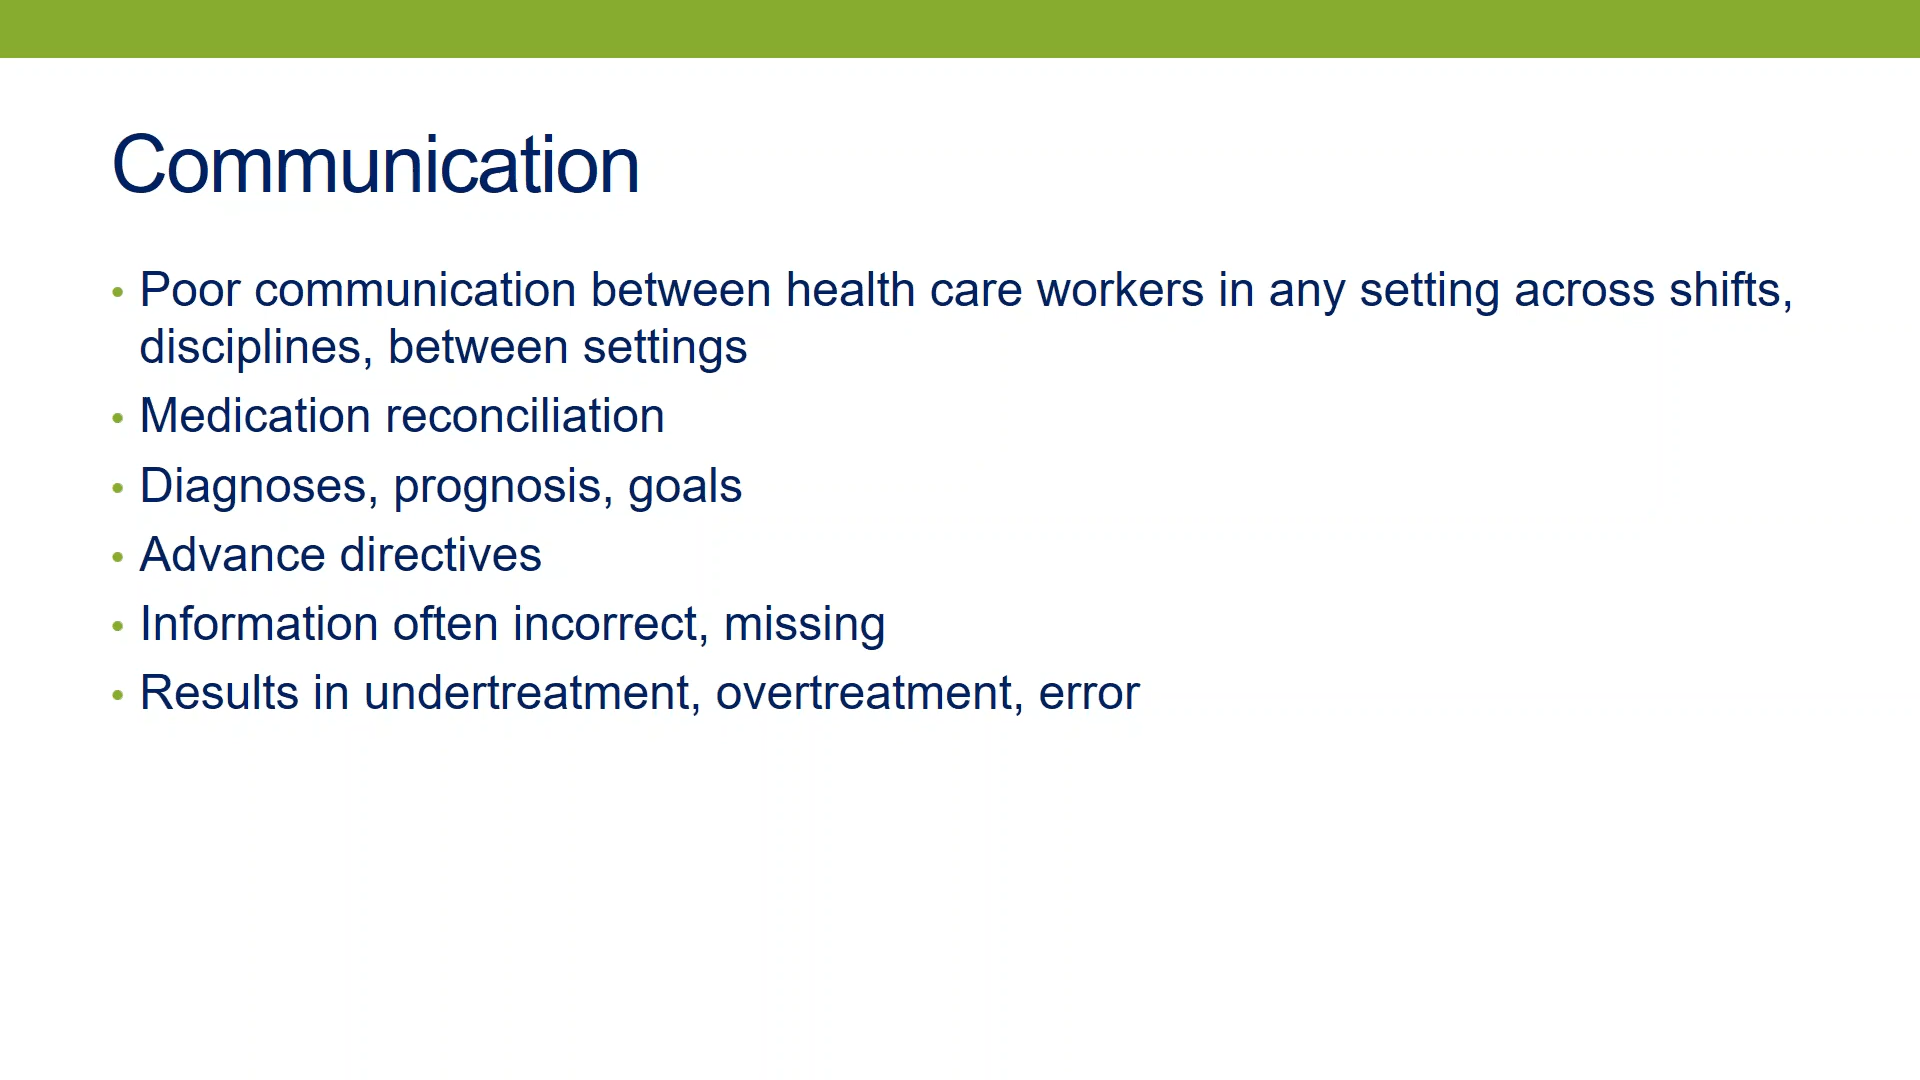 Communication
• Poor communication between health care workers in any setting across shifts,
disciplines, between settings
• Medication reconciliation
• Diagnoses, prognosis, goals
• Advance directives
• Information often incorrect, missing
• Results in undertreatment, overtreatment, error